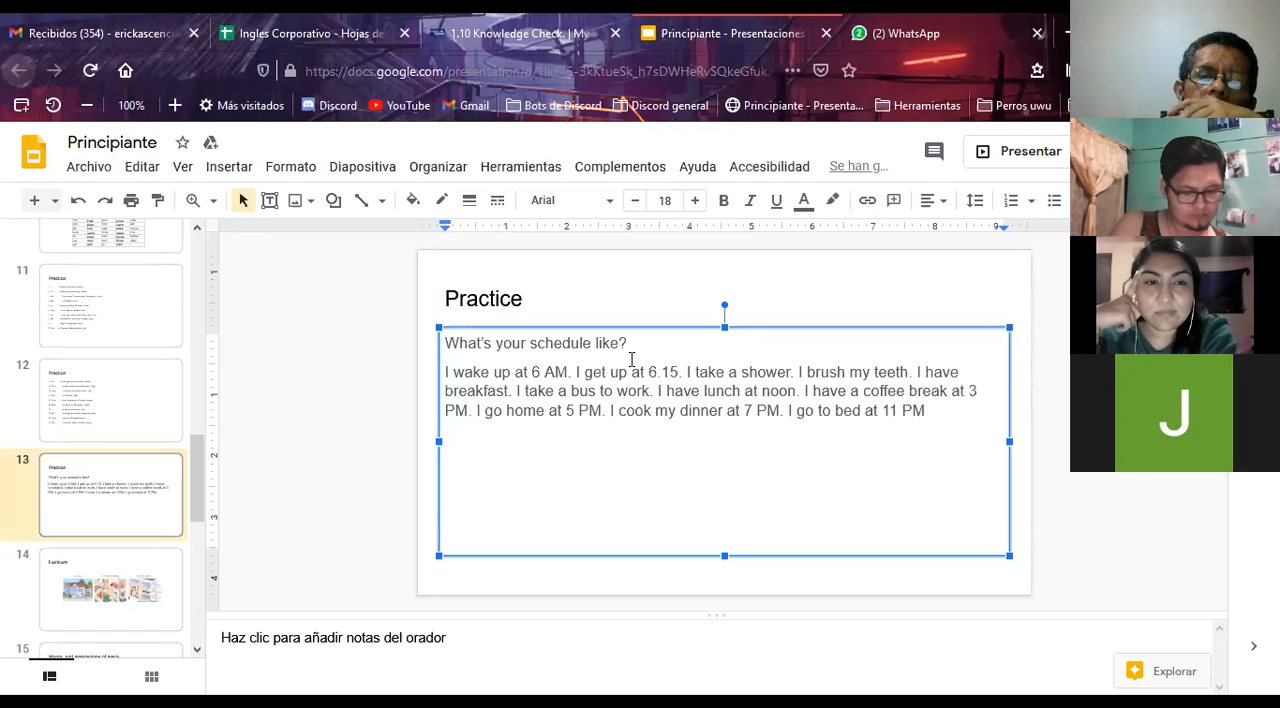 Recibidos (354) - erickascenc
Ingles Corporativo - Hojas de
1.10 Knowledge Check. | My
Principiante - Presentaciones
(2) WhatsApp
100%
Más visitados
Discord
YouTube
Gmail
Bots de Discord
Discord general
Principiante - Presenta...
Herramientas
Perros uwu
Principiante
Archivo Editar Ver Insertar Formato Diapositiva Organizar Herramientas Complementos Ayuda Accesibilidad Se han g...
Presentar
Arial
18
11
Practice
12
Practice
13
Practice
14
Furniture
15
Practice
What's your schedule like?
I wake up at 6 AM. I get up at 6.15. I take a shower. I brush my teeth. I have
breakfast. I take a bus to work. I have lunch at noon. I have a coffee break at 3
PM. I go home at 5 PM. I cook my dinner at 7 PM. I go to bed at 11 PM
Haz clic para añadir notas del orador
Explorar
J